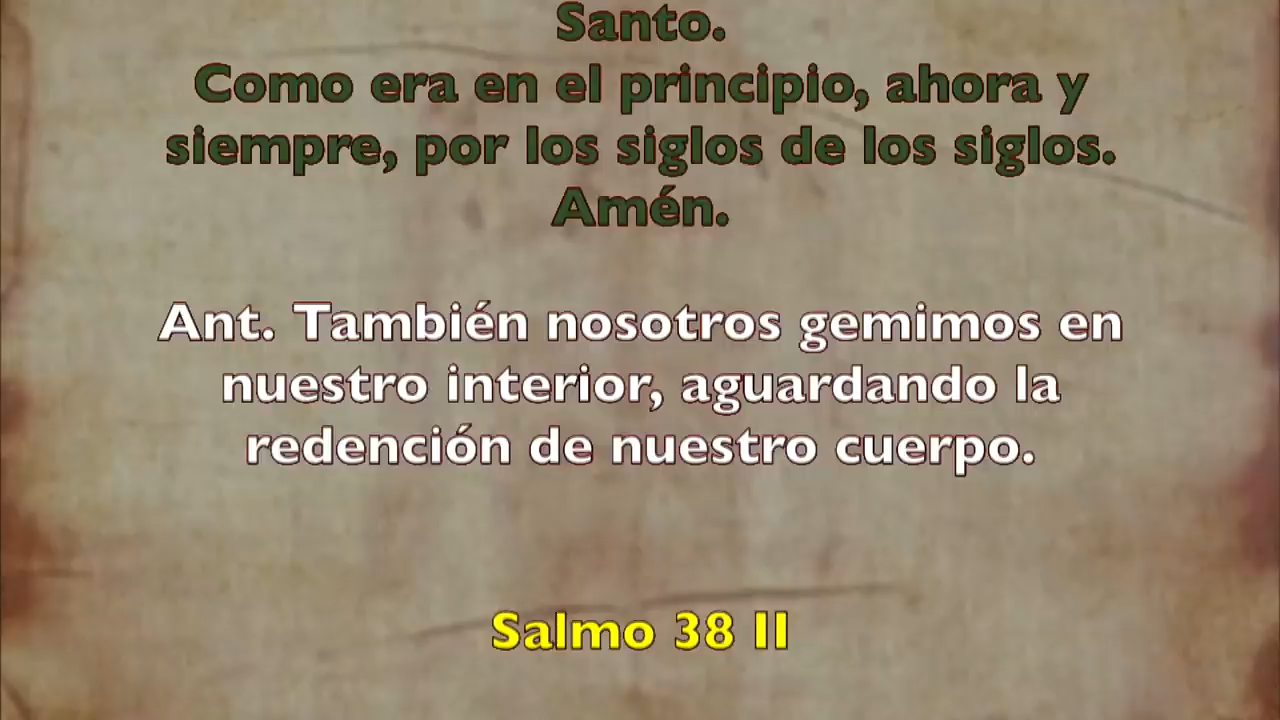 Santo.
Como era en el principio, ahora y
siempre, por los siglos de los siglos.
Amén.
Ant. También nosotros gemimos en
nuestro interior, aguardando la
redención de nuestro cuerpo.
Salmo 38 II